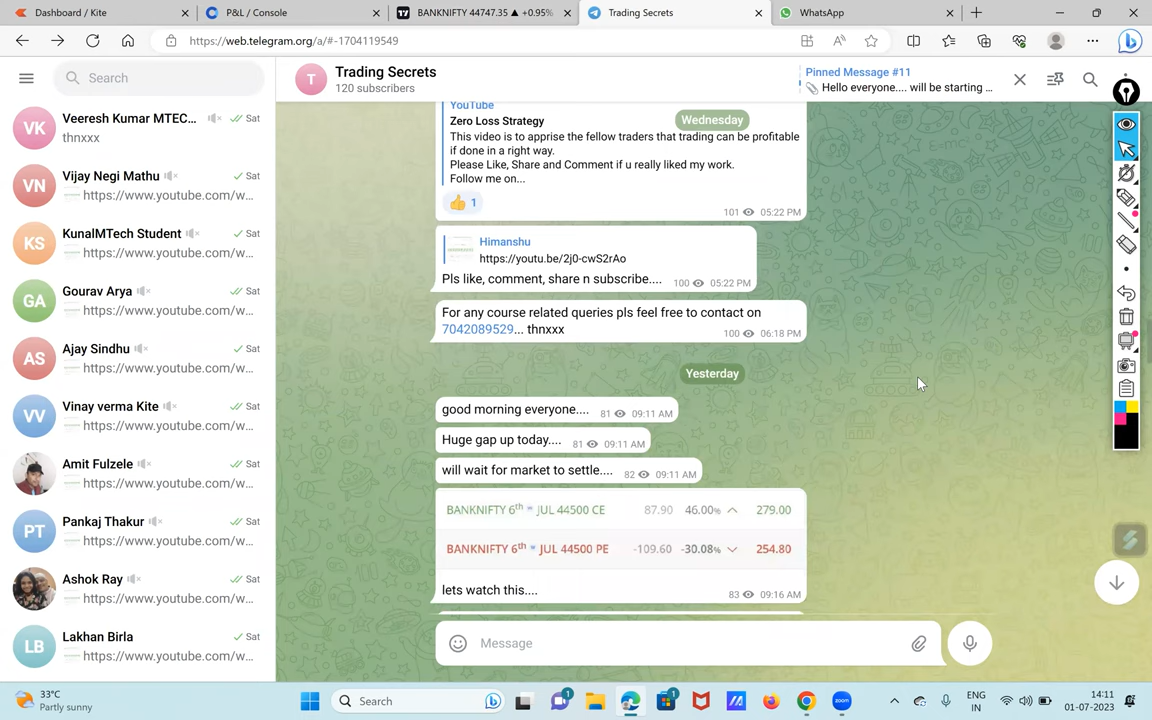 Dashboard / Kite
P&L / Console
BANKNIFTY 44747.35 ▲ +0.95%
Trading Secrets
WhatsApp
https://web.telegram.org/a/#-1704119549
Search
T
Trading Secrets
120 subscribers
Pinned Message #11
Hello everyone.... will be starting ...
VK
Veeresh Kumar MTEC...
Sat
thnxxx
VN
Vijay Negi Mathu
Sat
https://www.youtube.com/w...
KS
KunalMTech Student
Sat
https://www.youtube.com/w...
GA
Gourav Arya
Sat
https://www.youtube.com/w...
AS
Ajay Sindhu
Sat
https://www.youtube.com/w...
VV
Vinay verma Kite
Sat
https://www.youtube.com/w...
Amit Fulzele
Sat
https://www.youtube.com/w...
PT
Pankaj Thakur
Sat
https://www.youtube.com/w...
Ashok Ray
Sat
https://www.youtube.com/w...
LB
Lakhan Birla
Sat
https://www.youtube.com/w...
YouTube
Wednesday
Zero Loss Strategy
This video is to apprise the fellow traders that trading can be profitable
if done in a right way.
Please Like, Share and Comment if u really liked my work.
Follow me on...
👍 1
101 05:22 PM
Himanshu
https://youtu.be/2j0-cwS2rAo
Pls like, comment, share n subscribe.... 100 05:22 PM
For any course related queries pls feel free to contact on
7042089529... thnxxx
100 06:18 PM
Yesterday
good morning everyone.... 81 09:11 AM
Huge gap up today.... 81 09:11 AM
will wait for market to settle.... 82 09:11 AM
BANKNIFTY 6th w JUL 44500 CE 87.90 46.00% 279.00
BANKNIFTY 6th w JUL 44500 PE -109.60 -30.08% 254.80
lets watch this.... 83 09:16 AM
Message
33°C
Partly sunny
Search
1
1
zoom
ENG
IN
14:11
01-07-2023